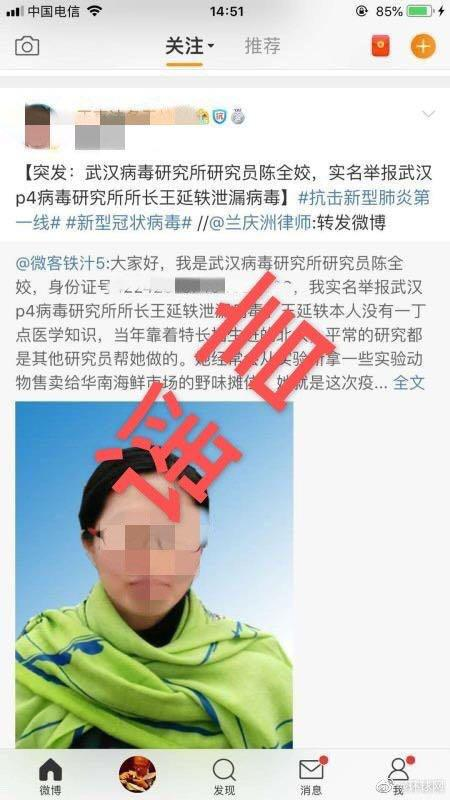 中国电信
14:51
85%
关注
推荐
【突发：武汉病毒研究所研究员陈全姣，实名举报武汉
p4病毒研究所所长王延轶泄漏病毒】#抗击新型肺炎第
一线# #新型冠状病毒# //@兰庆洲律师:转发微博
@微客铁汁5:大家好，我是武汉病毒研究所研究员陈全
姣，身份证号 我实名举报武汉
p4病毒研究所所长王延轶泄漏病毒 王延轶本人没有一丁
点医学知识，当年靠着特长 平常的研究都
是其他研究员帮她做的。她经常会从实验 拿一些实验动
物售卖给华南海鲜市场的野味摊 她就是这次疫... 全文
谣言
微博
发现
消息
我
@环球网